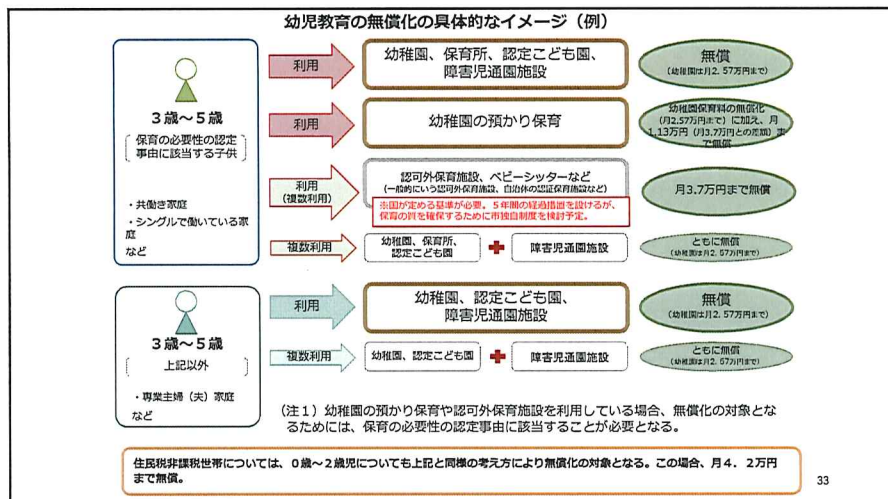 幼児教育の無償化の具体的なイメージ（例）
３歳～５歳
保育の必要性の認定
事由に該当する子供
・共働き家庭
・シングルで働いている家
庭
など
利用
幼稚園、保育所、認定こども園、
障害児通園施設
無償
（幼稚園は月2．57万円まで）
利用
幼稚園の預かり保育
幼稚園保育料の無償化
（月2.57万円まで）に加え、月
1.13万円（月3.7万円との差額）ま
で無償
利用
（複数利用）
認可外保育施設、ベビーシッターなど
（一般的にいう認可外保育施設、自治体の認証保育施設など）
※国が定める基準が必要。５年間の経過措置を設けるが、
保育の質を確保するために市独自制度を検討予定。
月3.7万円まで無償
複数利用
幼稚園、保育所、
認定こども園
障害児通園施設
ともに無償
（幼稚園は月2．57万円まで）
３歳～５歳
上記以外
・専業主婦（夫）家庭
など
利用
幼稚園、認定こども園、
障害児通園施設
無償
（幼稚園は月2．57万円まで）
複数利用
幼稚園、認定こども園
障害児通園施設
ともに無償
（幼稚園は月2．57万円まで）
（注１）幼稚園の預かり保育や認可外保育施設を利用している場合、無償化の対象とな
るためには、保育の必要性の認定事由に該当することが必要となる。
住民税非課税世帯については、０歳～２歳児についても上記と同様の考え方により無償化の対象となる。この場合、月４．２万円
まで無償。
33